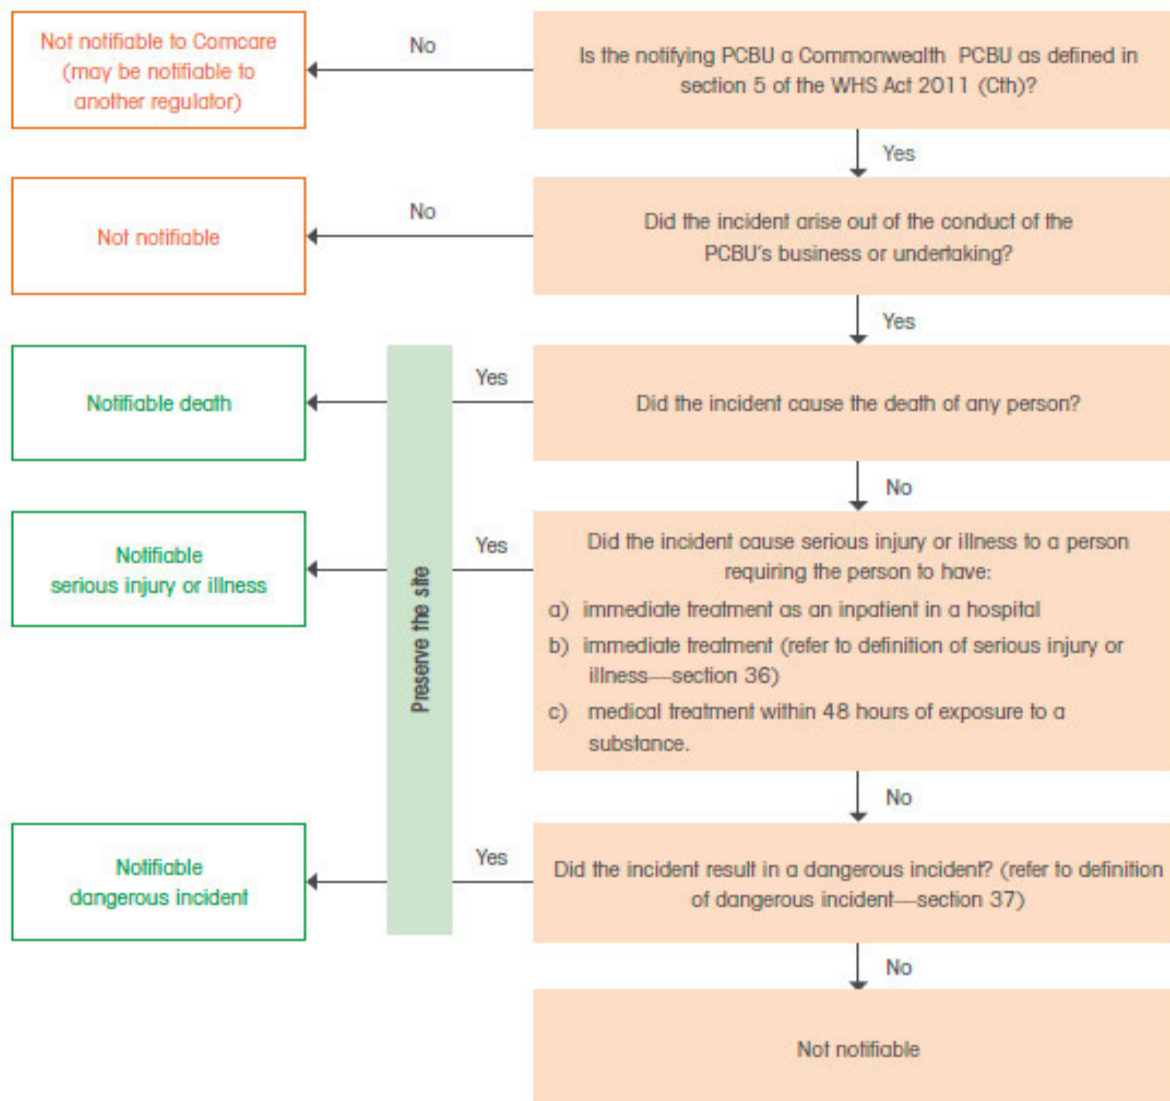 Not notifiable to Comcare
(may be notifiable to
another regulator)
No
Is the notifying PCBU a Commonwealth PCBU as defined in
section 5 of the WHS Act 2011 (Cth)?
Yes
Not notifiable
No
Did the incident arise out of the conduct of the
PCBU's business or undertaking?
Yes
Notifiable death
Yes
Did the incident cause the death of any person?
No
Preserve the site
Notifiable
serious injury or illness
Yes
Did the incident cause serious injury or illness to a person
requiring the person to have:
a) immediate treatment as an inpatient in a hospital
b) immediate treatment (refer to definition of serious injury or
illness—section 36)
c) medical treatment within 48 hours of exposure to a
substance.
No
Notifiable
dangerous incident
Yes
Did the incident result in a dangerous incident? (refer to definition
of dangerous incident—section 37)
No
Not notifiable